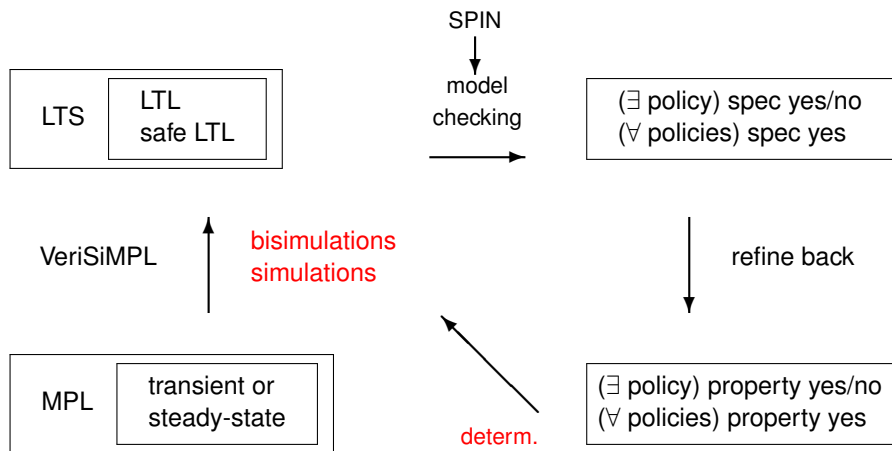 SPIN
LTS
LTL
safe LTL
model
checking
(∃ policy) spec yes/no
(∀ policies) spec yes
VeriSiMPL
bisimulations
simulations
refine back
MPL
transient or
steady-state
determ.
(∃ policy) property yes/no
(∀ policies) property yes